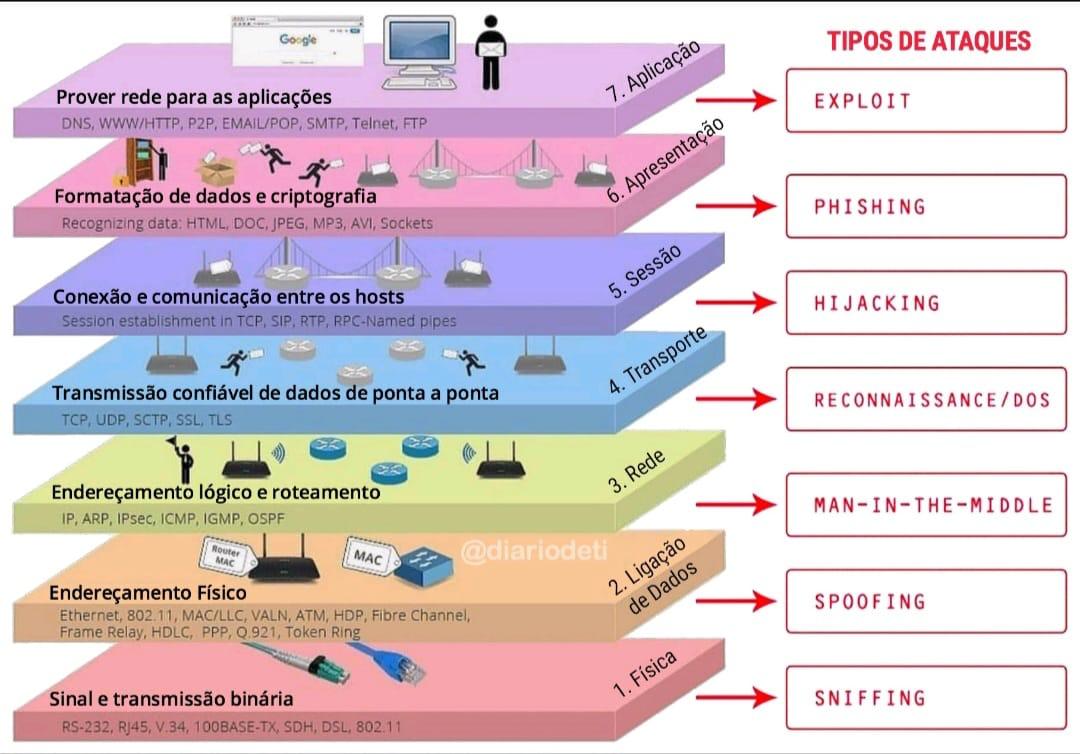 Google
TIPOS DE ATAQUES
7. Aplicação
Prover rede para as aplicações
DNS, WWW/HTTP, P2P, EMAIL/POP, SMTP, Telnet, FTP
EXPLOIT
6. Apresentação
Formatação de dados e criptografia
Recognizing data: HTML, DOC, JPEG, MP3, AVI, Sockets
PHISHING
5. Sessão
Conexão e comunicação entre os hosts
Session establishment in TCP, SIP, RTP, RPC-Named pipes
HIJACKING
4. Transporte
Transmissão confiável de dados de ponta a ponta
TCP, UDP, SCTP, SSL, TLS
RECONNAISSANCE/DOS
3. Rede
Endereçamento lógico e roteamento
IP, ARP, IPsec, ICMP, IGMP, OSPF
MAN-IN-THE-MIDDLE
@diariodeti
Router
MAC
MAC
2. Ligação
de Dados
Endereçamento Físico
Ethernet, 802.11, MAC/LLC, VALN, ATM, HDP, Fibre Channel,
Frame Relay, HDLC, PPP, Q.921, Token Ring
SPOOFING
1. Física
Sinal e transmissão binária
RS-232, RJ45, V.34, 100BASE-TX, SDH, DSL, 802.11
SNIFFING